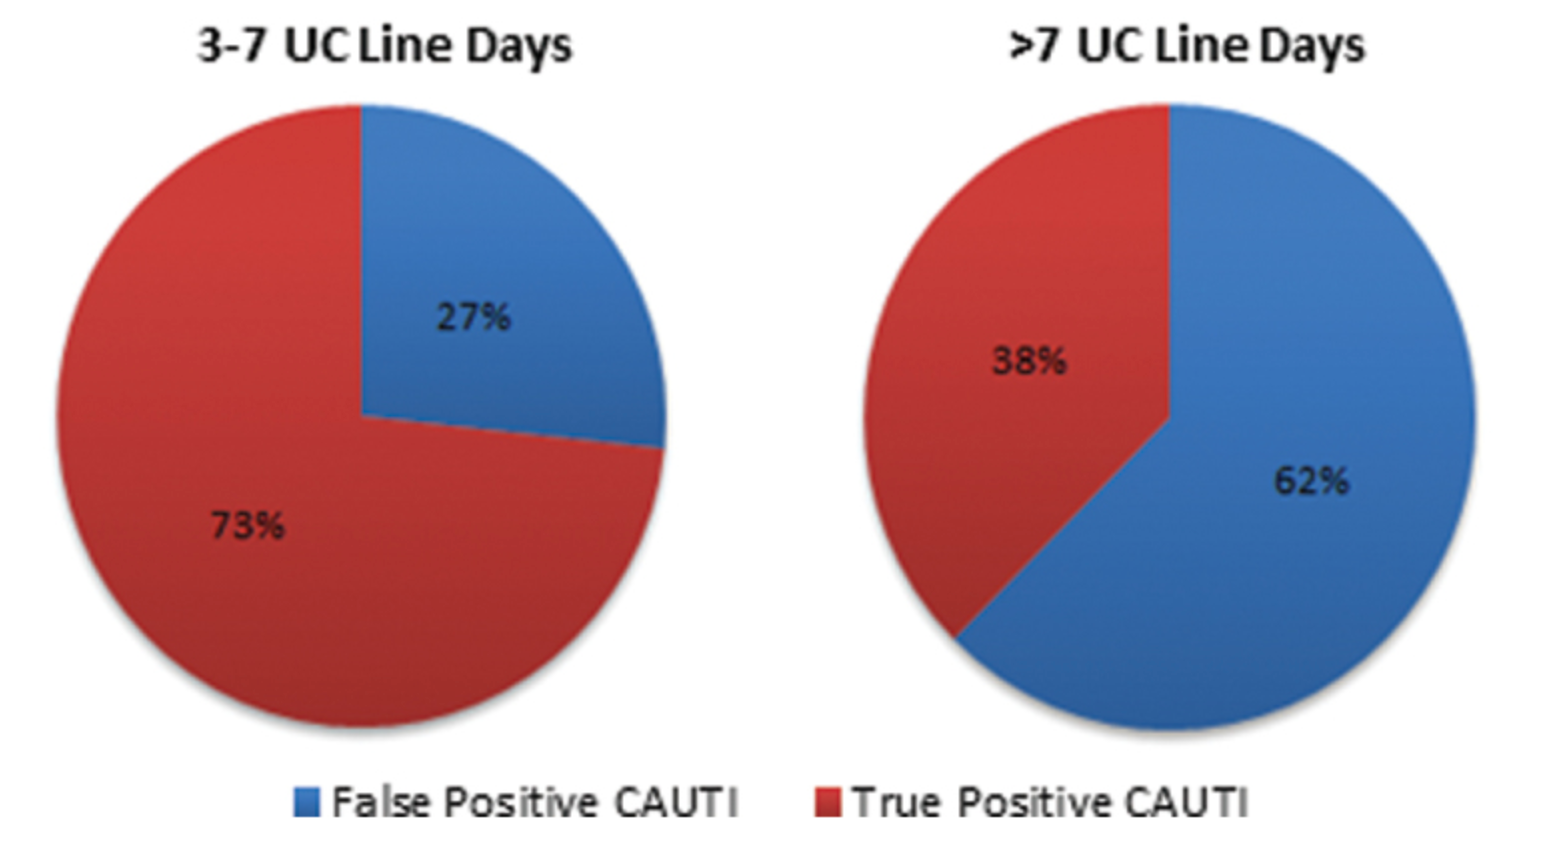 3-7 UC Line Days
27%
73%
>7 UC Line Days
38%
62%
False Positive CAUTI
True Positive CAUTI